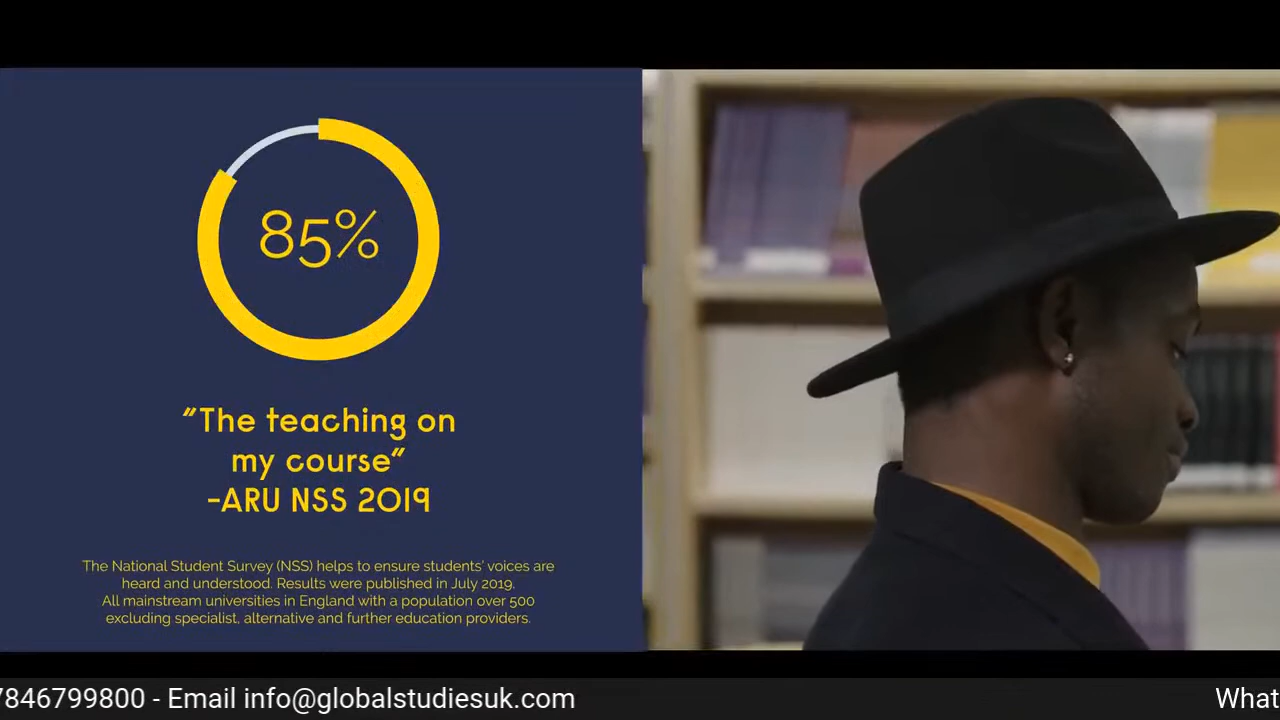 85%
"The teaching on
my course"
-ARU NSS 2019
The National Student Survey (NSS) helps to ensure students' voices are
heard and understood. Results were published in July 2019.
All mainstream universities in England with a population over 500
excluding specialist, alternative and further education providers.
7846799800 - Email info@globalstudiesuk.com
What